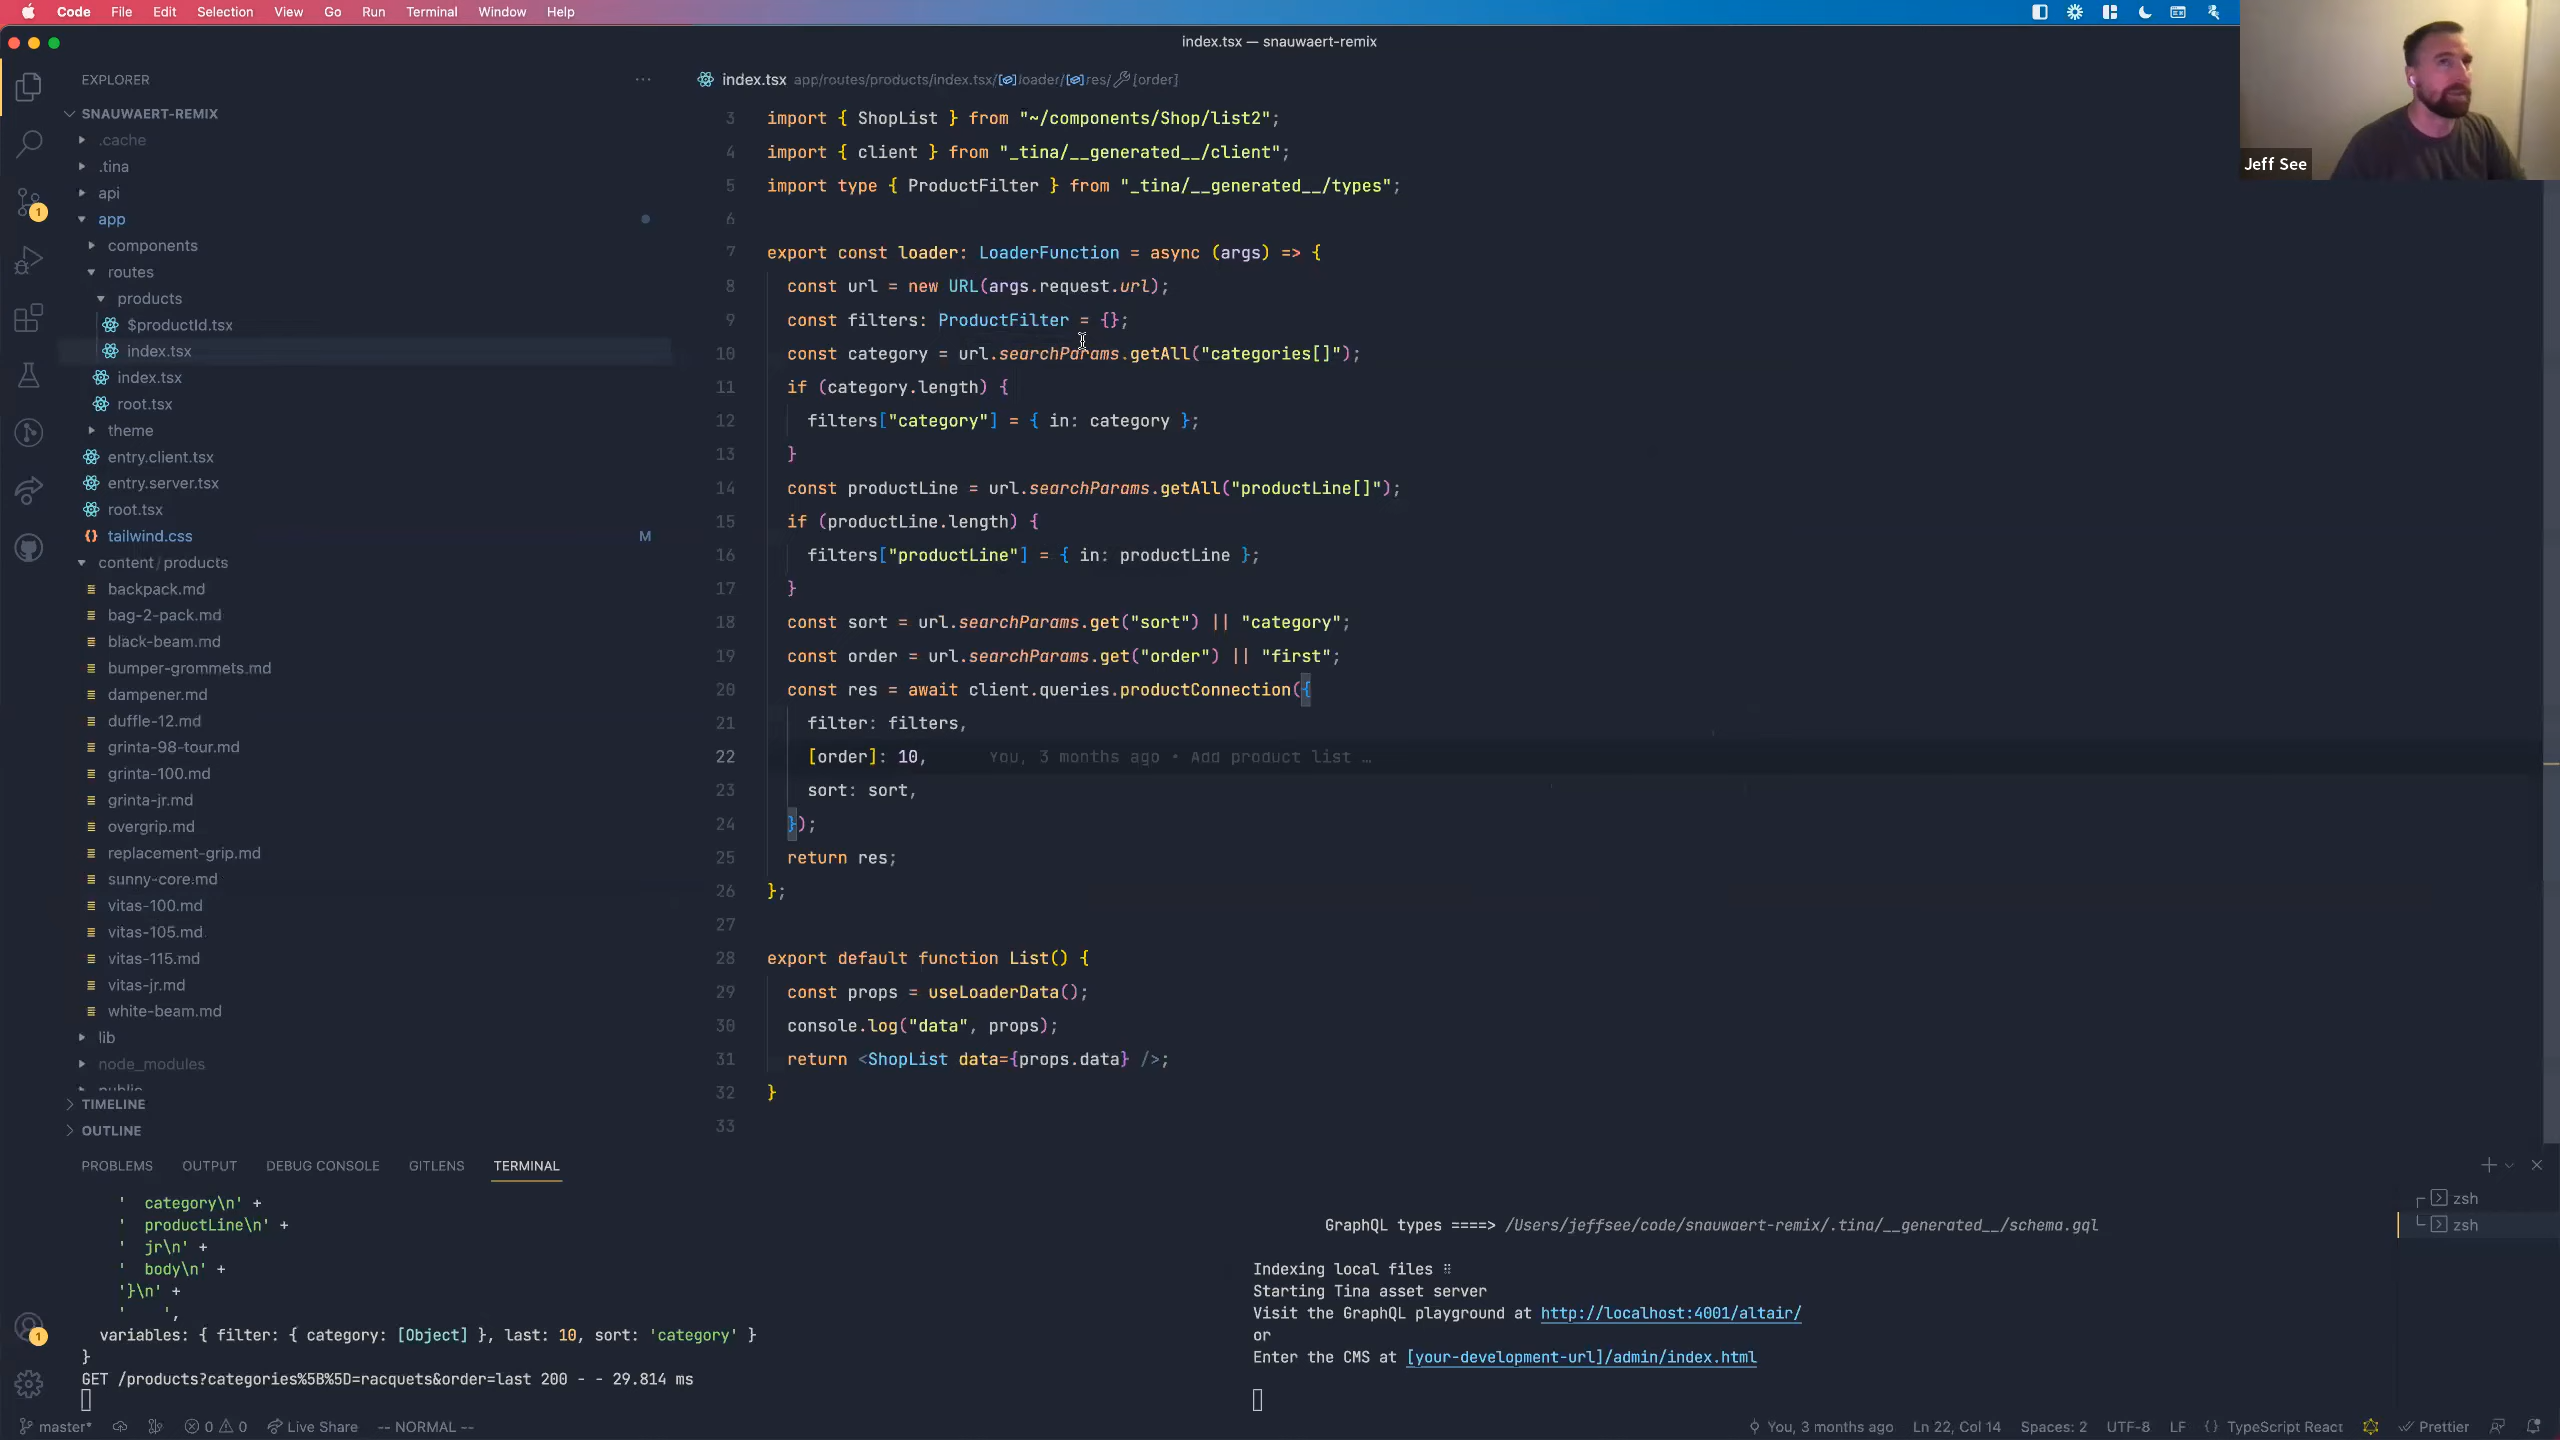 Code File Edit Selection View Go Run Terminal Window Help
index.tsx — snauwaert-remix
Jeff See
EXPLORER
SNAUWAERT-REMIX
.cache
.tina
api
app
components
routes
products
$productId.tsx
index.tsx
index.tsx
root.tsx
theme
entry.client.tsx
entry.server.tsx
root.tsx
tailwind.css M
content/products
backpack.md
bag-2-pack.md
black-beam.md
bumper-grommets.md
dampener.md
duffle-12.md
grinta-98-tour.md
grinta-100.md
grinta-jr.md
overgrip.md
replacement-grip.md
sunny-core.md
vitas-100.md
vitas-105.md
vitas-115.md
vitas-jr.md
white-beam.md
lib
node_modules
public
TIMELINE
OUTLINE
1
1
index.tsx app/routes/products/index.tsx/loader/res/[order]
3 import { ShopList } from "~/components/Shop/list2";
4 import { client } from "_tina/__generated__/client";
5 import type { ProductFilter } from "_tina/__generated__/types";
6
7 export const loader: LoaderFunction = async (args) => {
8 const url = new URL(args.request.url);
9 const filters: ProductFilter = {};
10 const category = url.searchParams.getAll("categories[]");
11 if (category.length) {
12 filters["category"] = { in: category };
13 }
14 const productLine = url.searchParams.getAll("productLine[]");
15 if (productLine.length) {
16 filters["productLine"] = { in: productLine };
17 }
18 const sort = url.searchParams.get("sort") || "category";
19 const order = url.searchParams.get("order") || "first";
20 const res = await client.queries.productConnection({
21 filter: filters,
22 [order]: 10, You, 3 months ago • Add product list …
23 sort: sort,
24 });
25 return res;
26 };
27
28 export default function List() {
29 const props = useLoaderData();
30 console.log("data", props);
31 return <ShopList data={props.data} />;
32 }
33
PROBLEMS OUTPUT DEBUG CONSOLE GITLENS TERMINAL
' category\n' +
' productLine\n' +
' jr\n' +
' body\n' +
'}\n' +
' ',
variables: { filter: { category: [Object] }, last: 10, sort: 'category' }
}
GET /products?categories%5B%5D=racquets&order=last 200 - - 29.814 ms
GraphQL types ====> /Users/jeffsee/code/snauwaert-remix/.tina/__generated__/schema.gql
Indexing local files
Starting Tina asset server
Visit the GraphQL playground at http://localhost:4001/altair/
or
Enter the CMS at [your-development-url]/admin/index.html
zsh
zsh
master* 0 0 Live Share -- NORMAL -- You, 3 months ago Ln 22, Col 14 Spaces: 2 UTF-8 LF {} TypeScript React Prettier